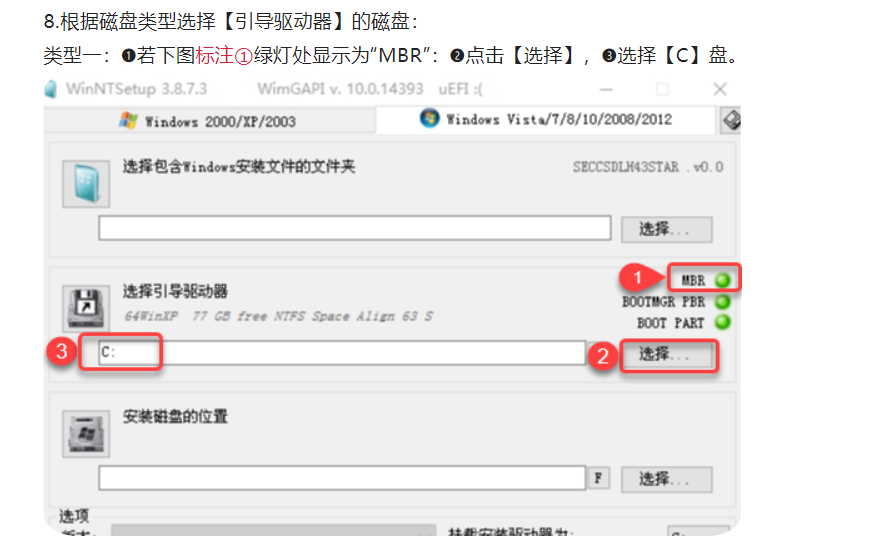 8.根据磁盘类型选择【引导驱动器】的磁盘：
类型一：❶若下图标注①绿灯处显示为“MBR”：❷点击【选择】，❸选择【C】盘。
WinNTSetup 3.8.7.3 WimGAPI v. 10.0.14393 uEFI :(
Windows 2000/XP/2003 Windows Vista/7/8/10/2008/2012
选择包含Windows安装文件的文件夹 SECCSDLH43STAR .v0.0
选择...
1 MBR
选择引导驱动器
BOOTMGR PBR
64WinXP 77 GB free NTFS Space Align 63 S
BOOT PART
3 C: 2 选择...
安装磁盘的位置
F 选择...
选项
版本: 挂载安装驱动器为: